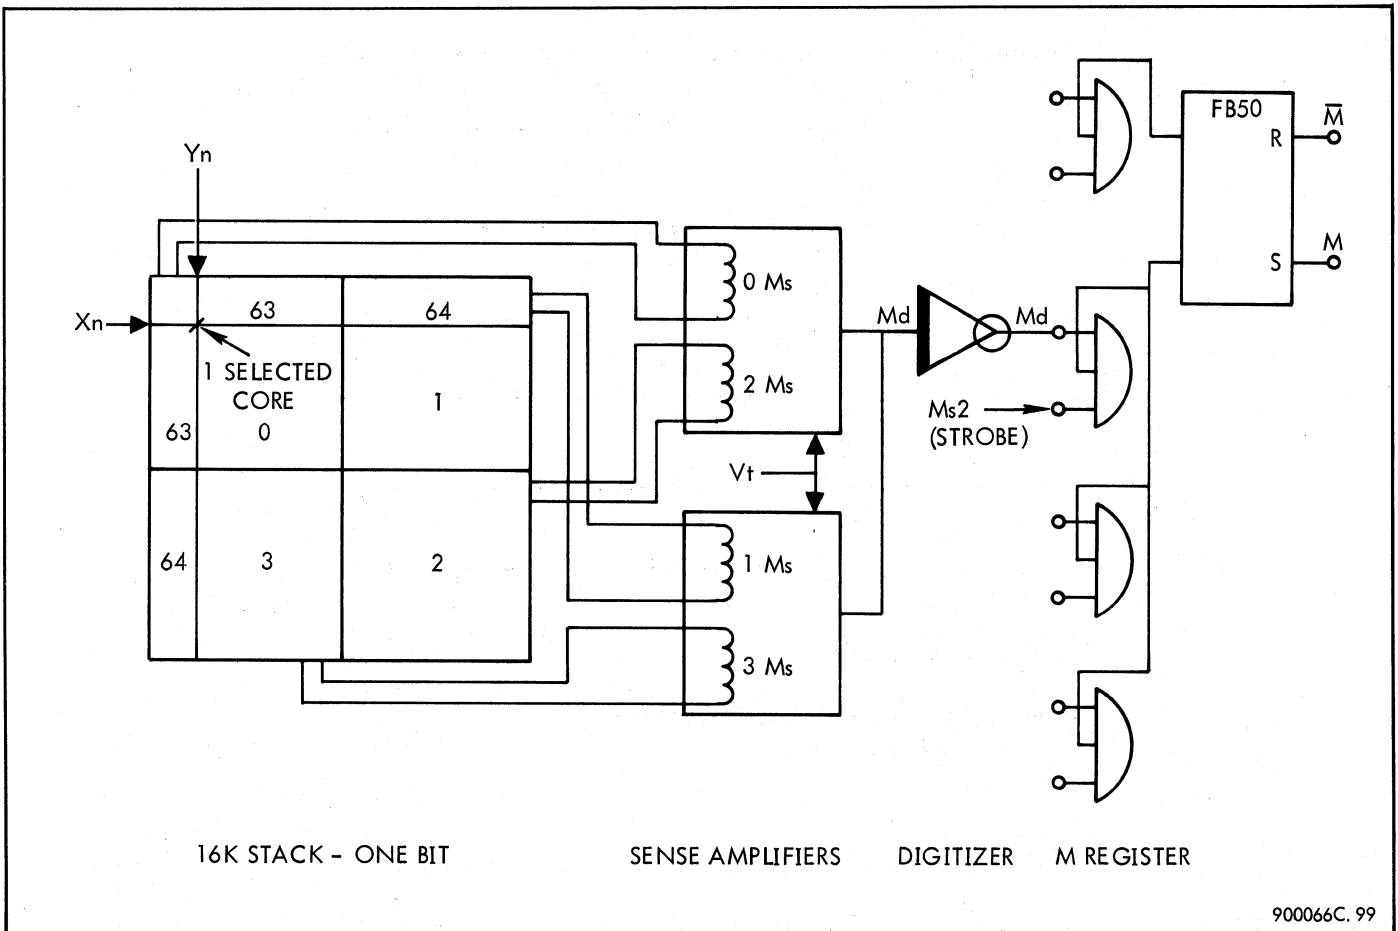 FB50
R
M̅
S
M
Yn
Xn
63
64
1 SELECTED
CORE
63
0
1
64
3
2
0 Ms
2 Ms
Vt
1 Ms
3 Ms
Md
Md
Ms2
(STROBE)
16K STACK - ONE BIT
SENSE AMPLIFIERS
DIGITIZER
M REGISTER
900066C.99